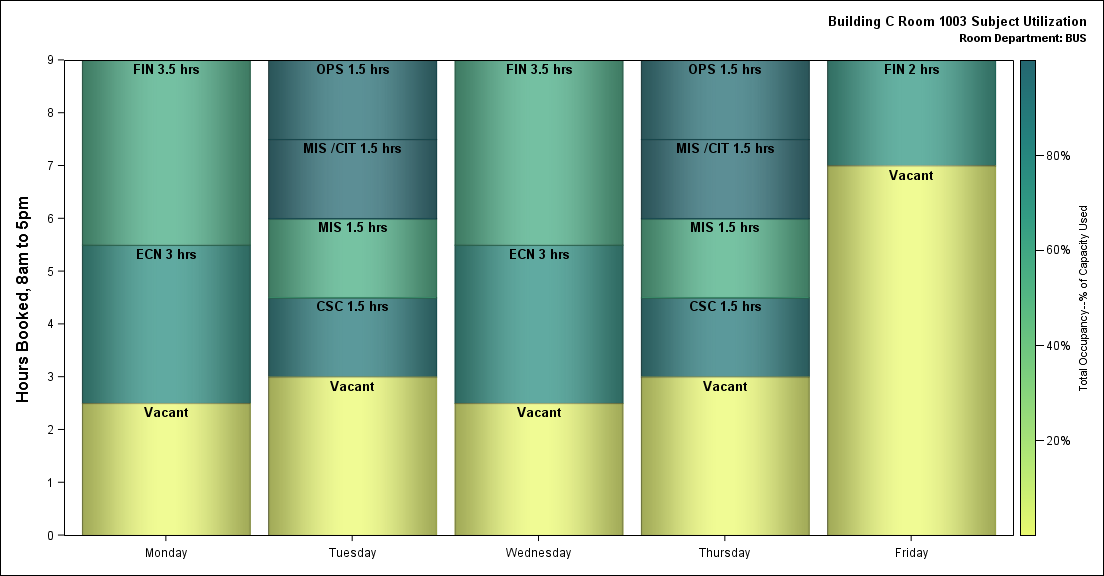 Building C Room 1003 Subject Utilization
Room Department: BUS
Hours Booked, 8am to 5pm
9
8
7
6
5
4
3
2
1
0
FIN 3.5 hrs
ECN 3 hrs
Vacant
OPS 1.5 hrs
MIS /CIT 1.5 hrs
MIS 1.5 hrs
CSC 1.5 hrs
Vacant
FIN 3.5 hrs
ECN 3 hrs
Vacant
OPS 1.5 hrs
MIS /CIT 1.5 hrs
MIS 1.5 hrs
CSC 1.5 hrs
Vacant
FIN 2 hrs
Vacant
Monday
Tuesday
Wednesday
Thursday
Friday
80%
60%
40%
20%
Total Occupancy--% of Capacity Used